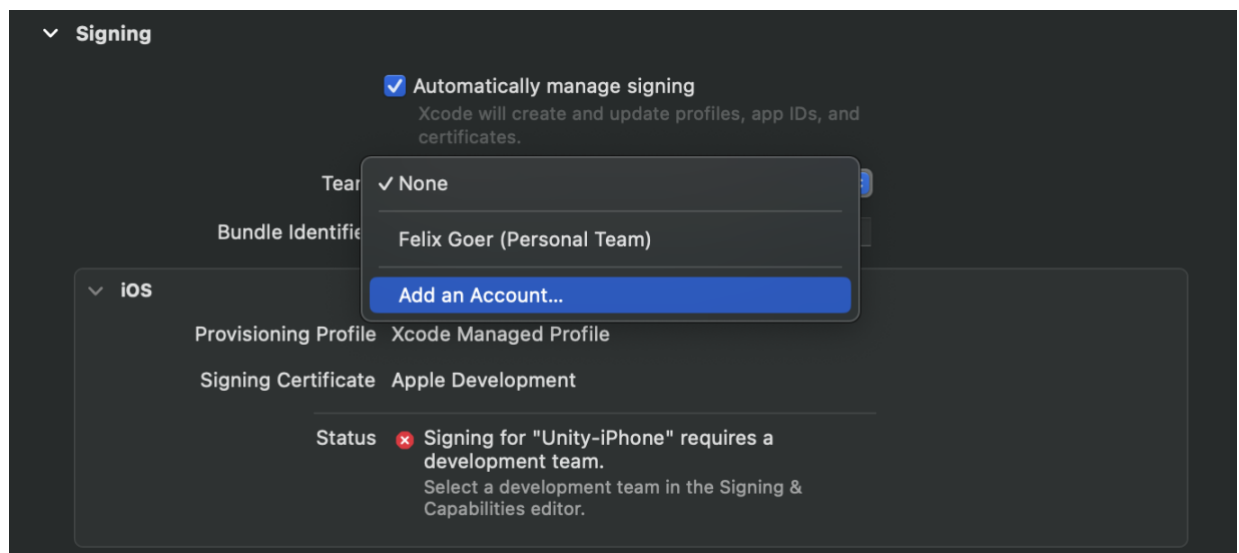 Signing
Automatically manage signing
Xcode will create and update profiles, app IDs, and
certificates.
None
Felix Goer (Personal Team)
Bundle
Add an Account...
iOS
Provisioning Profile Xcode Managed Profile
Signing Certificate Apple Development
Status Signing for "Unity-iPhone" requires a
development team.
Select a development team in the Signing &
Capabilities editor.